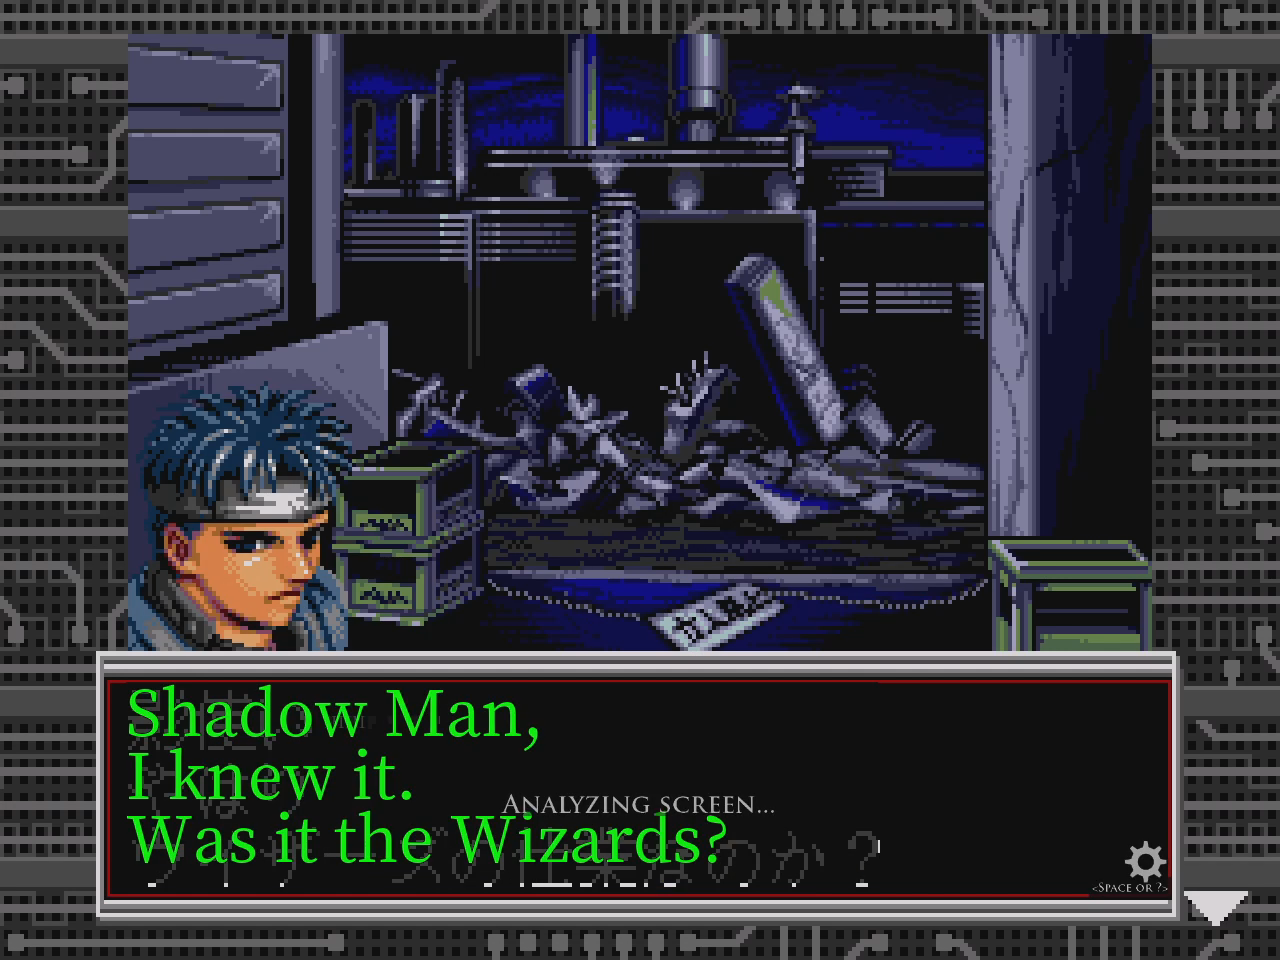 Shadow Man,
I knew it.
ANALYZING SCREEN...
Was it the Wizards?
<SPACE OR ?>